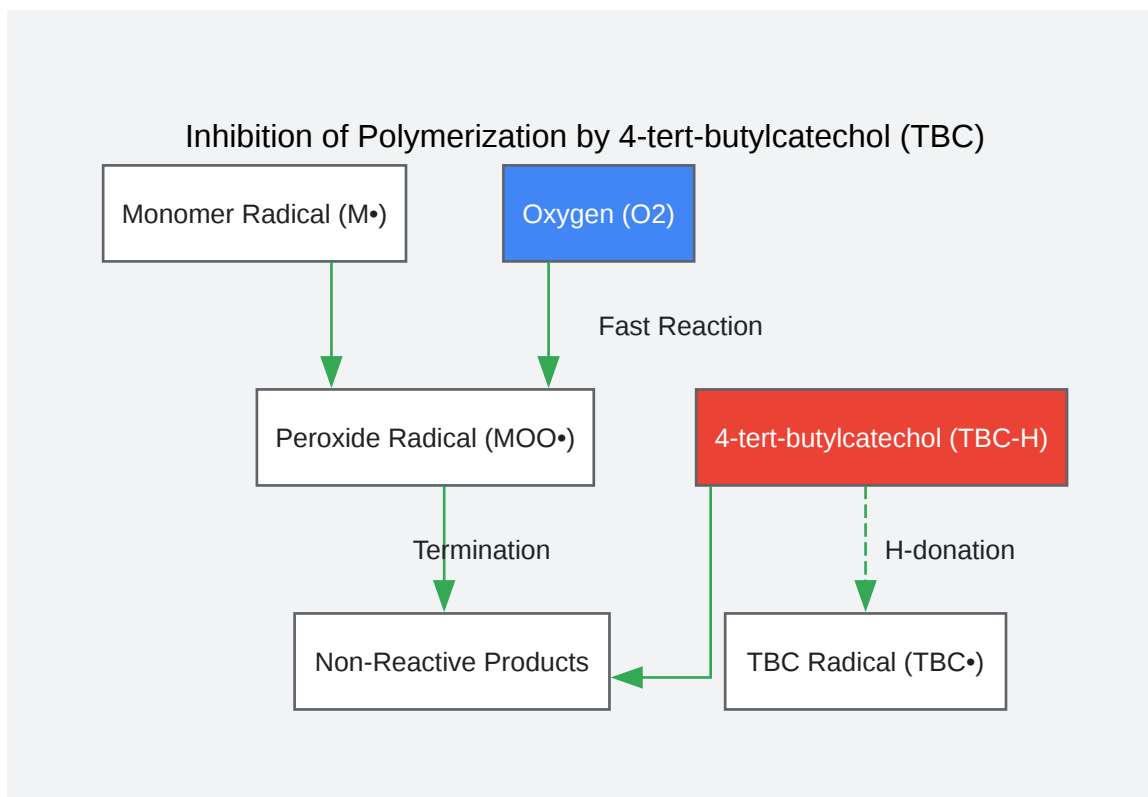 Inhibition of Polymerization by 4-tert-butylcatechol (TBC)
Monomer Radical (M•)
Oxygen (O2)
Fast Reaction
Peroxide Radical (MOO•)
4-tert-butylcatechol (TBC-H)
Termination
H-donation
Non-Reactive Products
TBC Radical (TBC•)